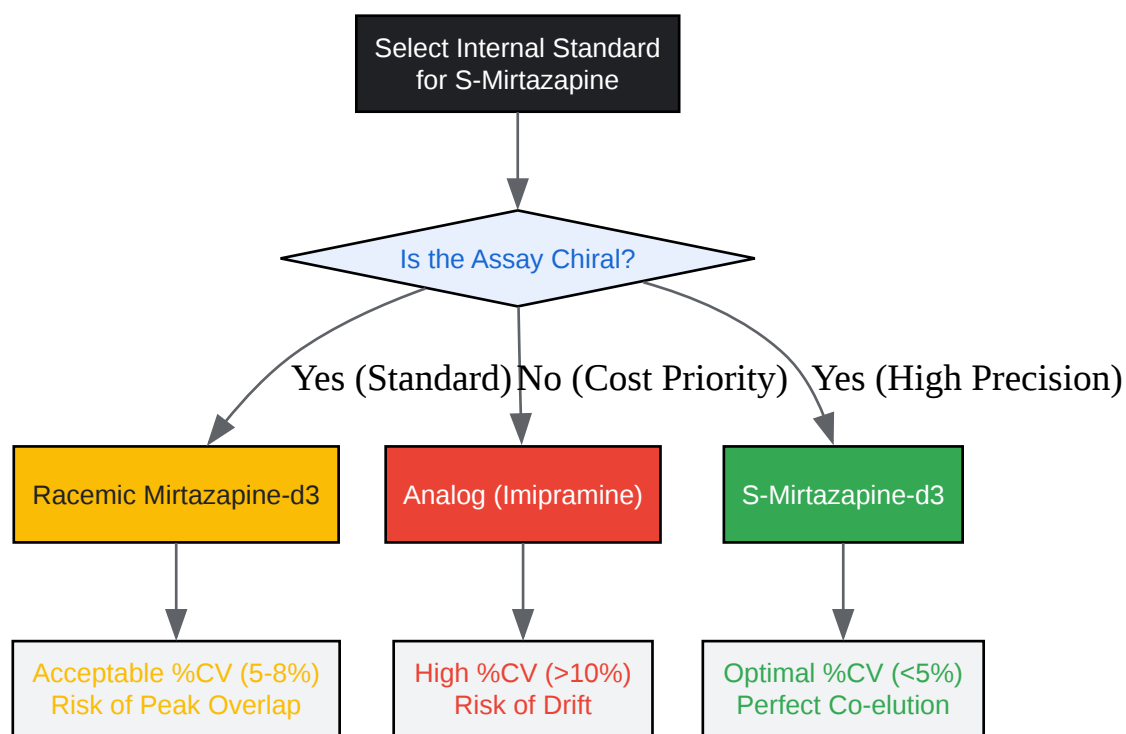 Select Internal Standard
for S-Mirtazapine
Is the Assay Chiral?
Yes (Standard)
No (Cost Priority)
Yes (High Precision)
Racemic Mirtazapine-d3
Analog (Imipramine)
S-Mirtazapine-d3
Acceptable %CV (5-8%)
Risk of Peak Overlap
High %CV (>10%)
Risk of Drift
Optimal %CV (<5%)
Perfect Co-elution